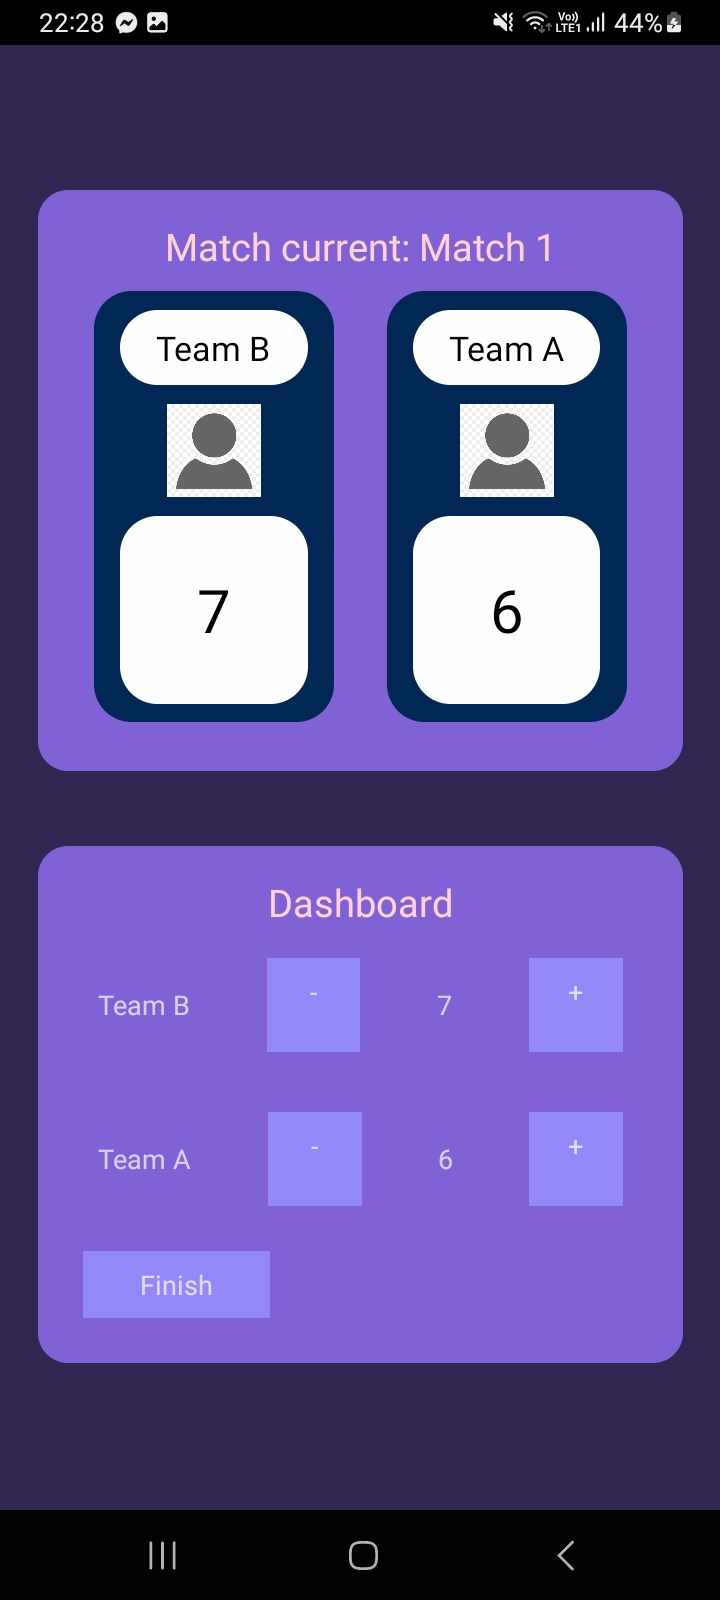 22:28 Vo)) LTE1 44%
Match current: Match 1
Team B Team A
7 6
Dashboard
Team B - 7 +
Team A - 6 +
Finish